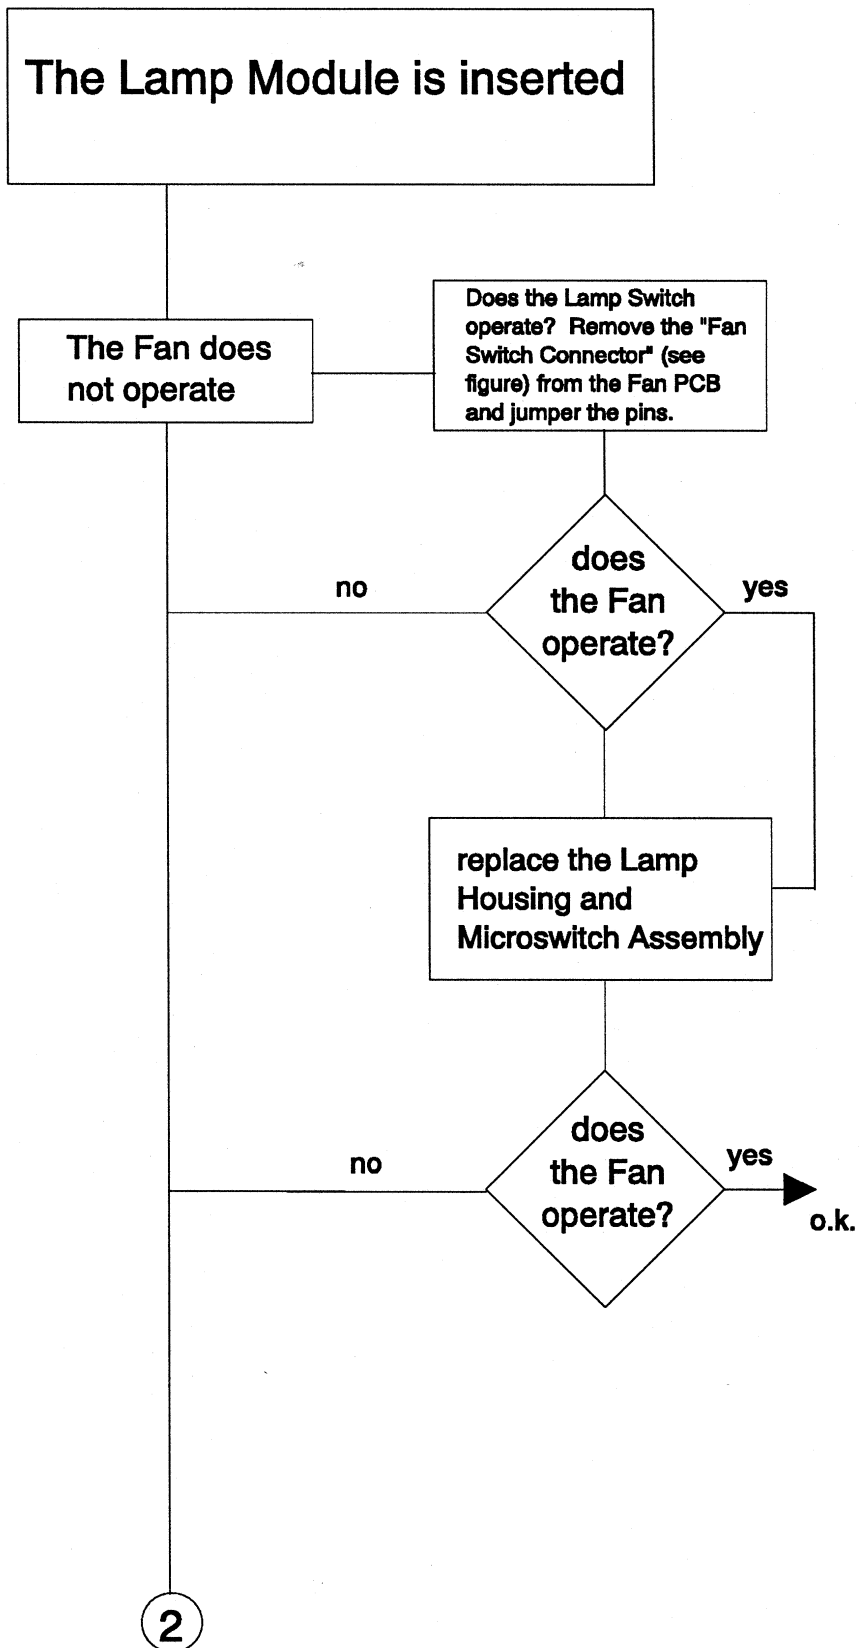 The Lamp Module is inserted
The Fan does
not operate
Does the Lamp Switch
operate? Remove the "Fan
Switch Connector" (see
figure) from the Fan PCB
and jumper the pins.
does
the Fan
operate?
no
yes
replace the Lamp
Housing and
Microswitch Assembly
does
the Fan
operate?
no
yes
o.k.
2